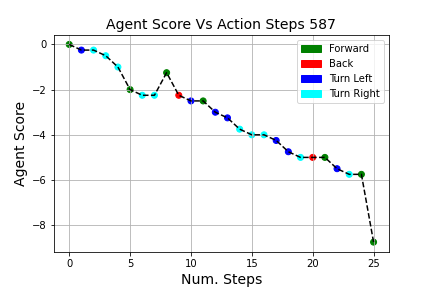 Agent Score Vs Action Steps 587
Forward
Back
Turn Left
Turn Right
Agent Score
0
−2
−4
−6
−8
0
5
10
15
20
25
Num. Steps